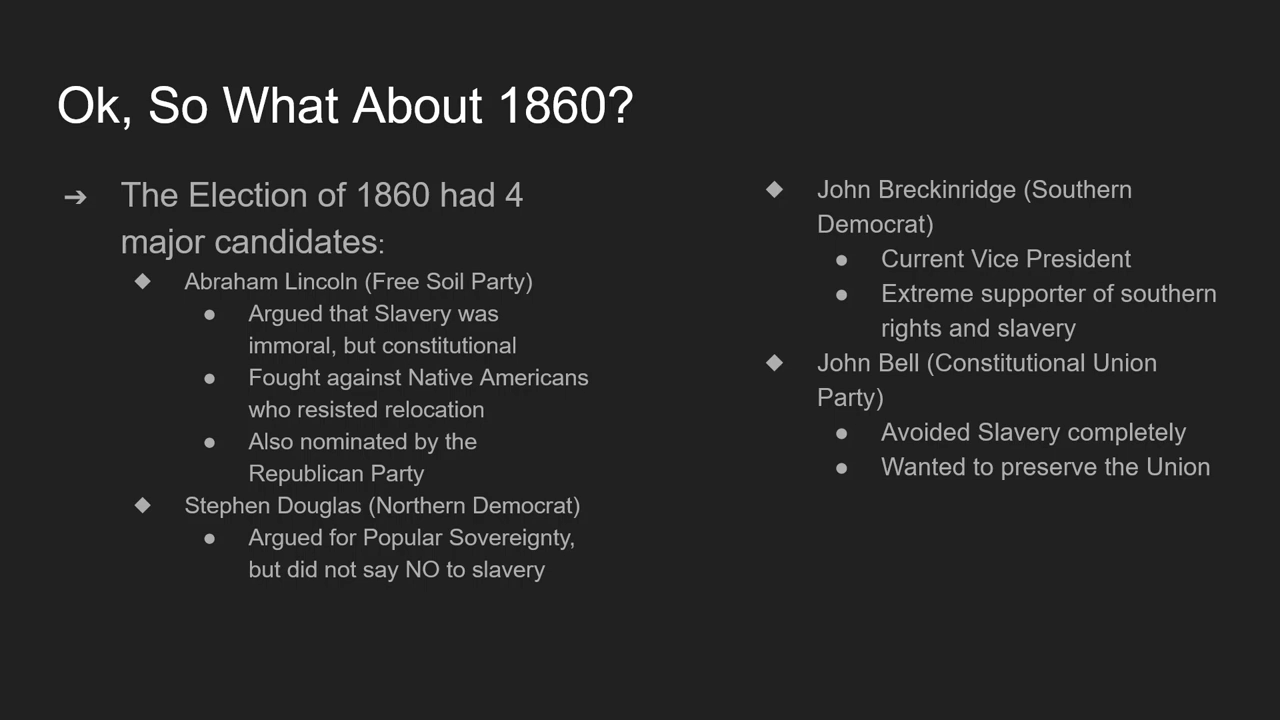 Ok, So What About 1860?
➔ The Election of 1860 had 4
major candidates:
◆ Abraham Lincoln (Free Soil Party)
● Argued that Slavery was
immoral, but constitutional
● Fought against Native Americans
who resisted relocation
● Also nominated by the
Republican Party
◆ Stephen Douglas (Northern Democrat)
● Argued for Popular Sovereignty,
but did not say NO to slavery
◆ John Breckinridge (Southern
Democrat)
● Current Vice President
● Extreme supporter of southern
rights and slavery
◆ John Bell (Constitutional Union
Party)
● Avoided Slavery completely
● Wanted to preserve the Union